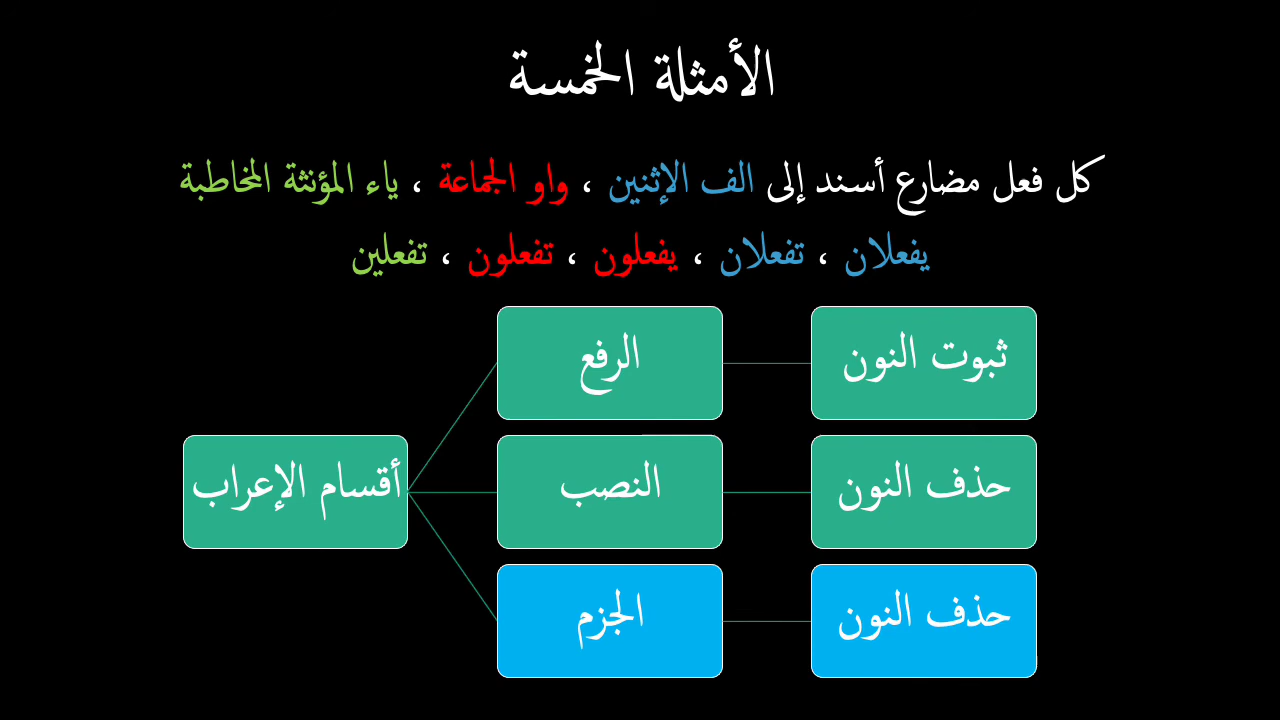 الأمثلة الخمسة
كل فعل مضارع أسند إلى الف الإثنين ، واو الجماعة ، ياء المؤنثة المخاطبة
يفعلان ، تفعلان ، يفعلون ، تفعلون ، تفعلين
أقسام الإعراب
الرفع
ثبوت النون
النصب
حذف النون
الجزم
حذف النون